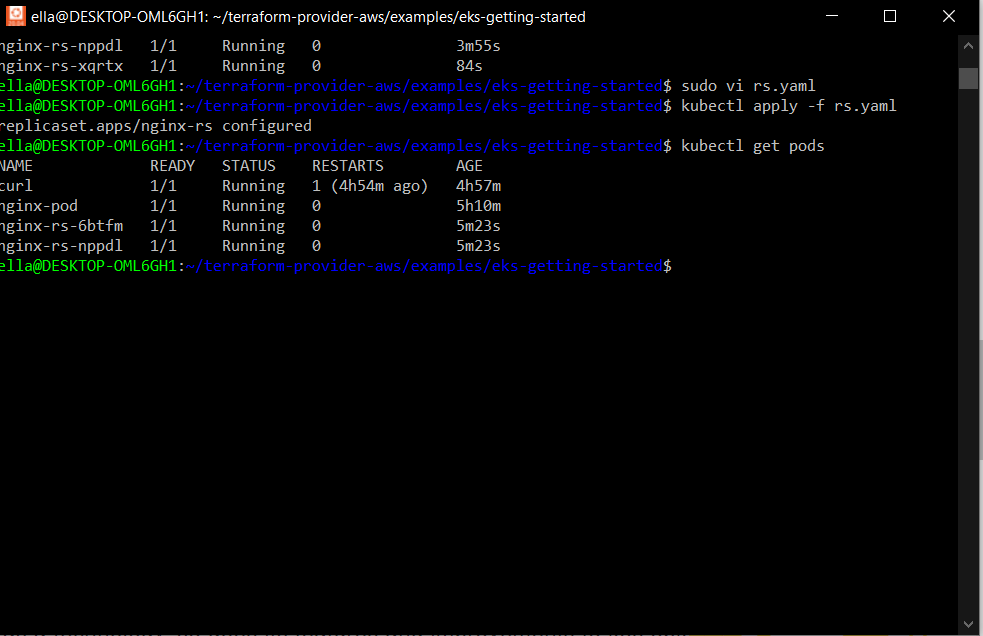 ella@DESKTOP-OML6GH1: ~/terraform-provider-aws/examples/eks-getting-started
nginx-rs-nppdl   1/1     Running   0               3m55s
nginx-rs-xqrtx   1/1     Running   0               84s
ella@DESKTOP-OML6GH1:~/terraform-provider-aws/examples/eks-getting-started$ sudo vi rs.yaml
ella@DESKTOP-OML6GH1:~/terraform-provider-aws/examples/eks-getting-started$ kubectl apply -f rs.yaml
replicaset.apps/nginx-rs configured
ella@DESKTOP-OML6GH1:~/terraform-provider-aws/examples/eks-getting-started$ kubectl get pods
NAME             READY   STATUS    RESTARTS        AGE
curl             1/1     Running   1 (4h54m ago)   4h57m
nginx-pod        1/1     Running   0               5h10m
nginx-rs-6btfm   1/1     Running   0               5m23s
nginx-rs-nppdl   1/1     Running   0               5m23s
ella@DESKTOP-OML6GH1:~/terraform-provider-aws/examples/eks-getting-started$